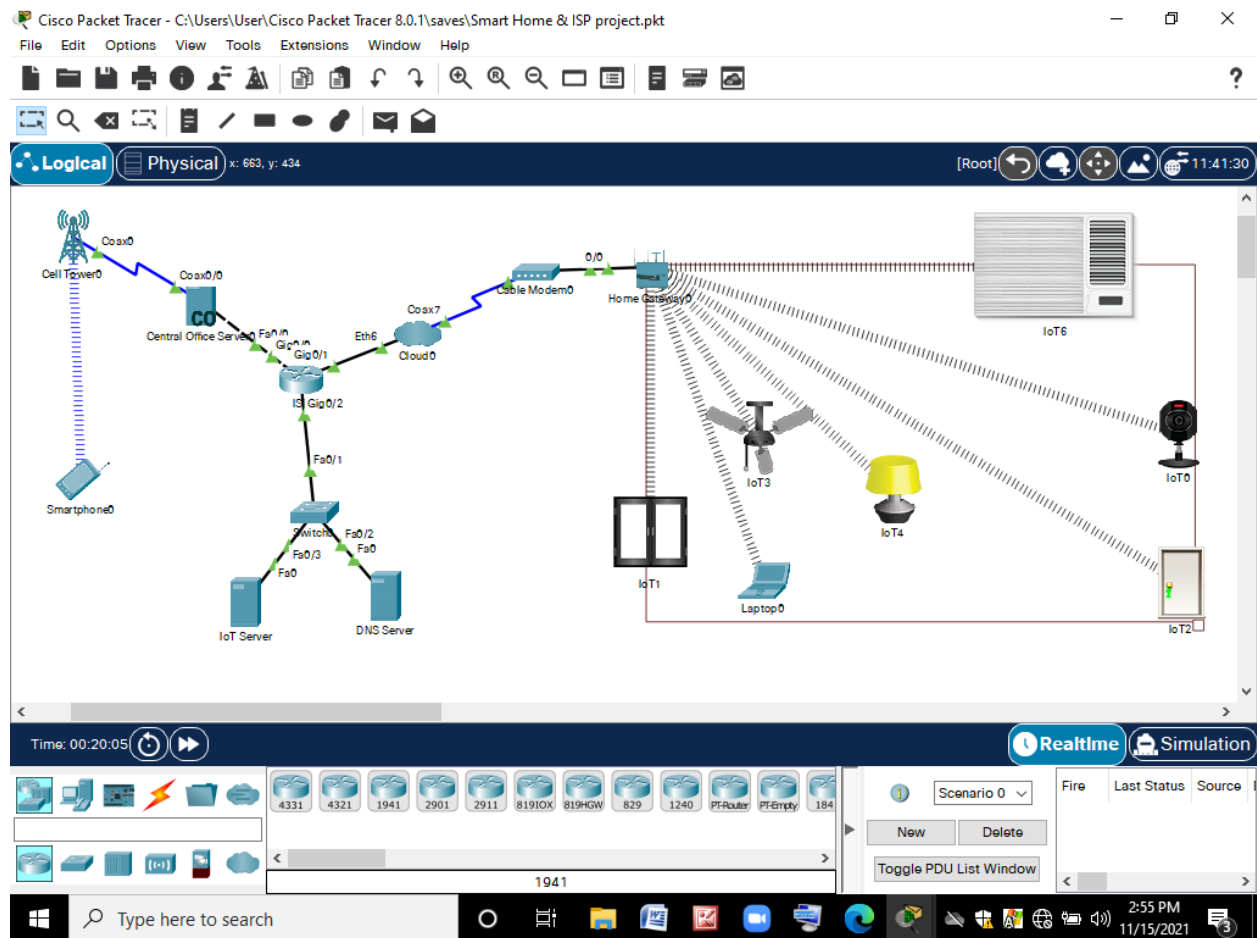 Cisco Packet Tracer - C:\Users\User\Cisco Packet Tracer 8.0.1\saves\Smart Home & ISP project.pkt
File Edit Options View Tools Extensions Window Help
?
Logical
Physical
x: 663, y: 434
[Root]
11:41:30
Coax0
Cell Tower0
Coax0/0
CO
Central Office Server0
Fa0/0
Gig0/0
Gig0/1
Eth6
Coax7
Cloud0
Cable Modem0
0/0
Home Gateway0
IoT6
IS
Gig0/2
Fa0/1
Smartphone0
Switch0
Fa0/2
Fa0/3
Fa0
Fa0
IoT Server
DNS Server
IoT3
IoT4
IoT0
IoT1
Laptop0
IoT2
Time: 00:20:05
Realtime
Simulation
4331 4321 1941 2901 2911 819IOX 819HGW 829 1240 PT-Router PT-Empty 184
1941
Scenario 0
New Delete
Toggle PDU List Window
Fire Last Status Source
Type here to search
2:55 PM
11/15/2021
3